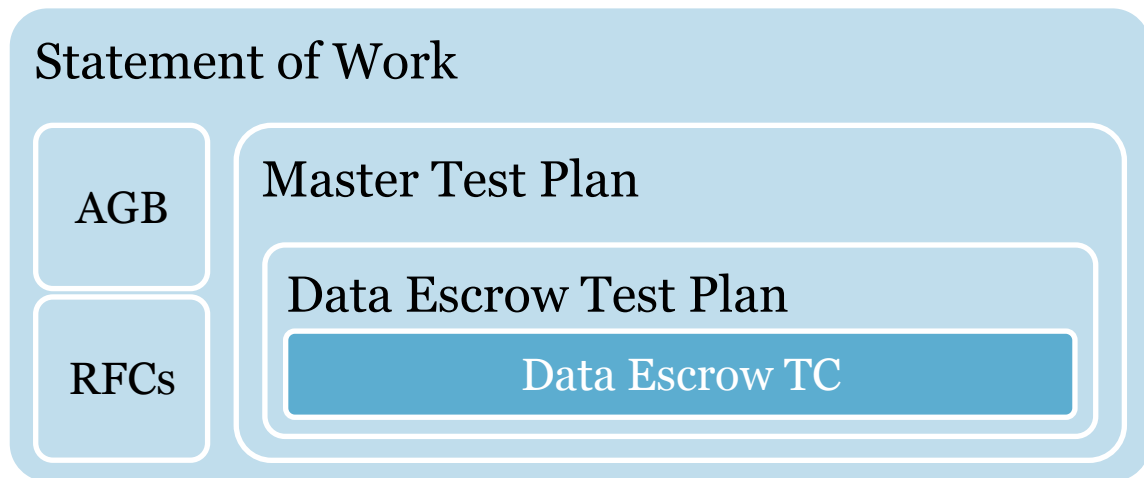 Statement of Work
AGB
RFCs
Master Test Plan
Data Escrow Test Plan
Data Escrow TC